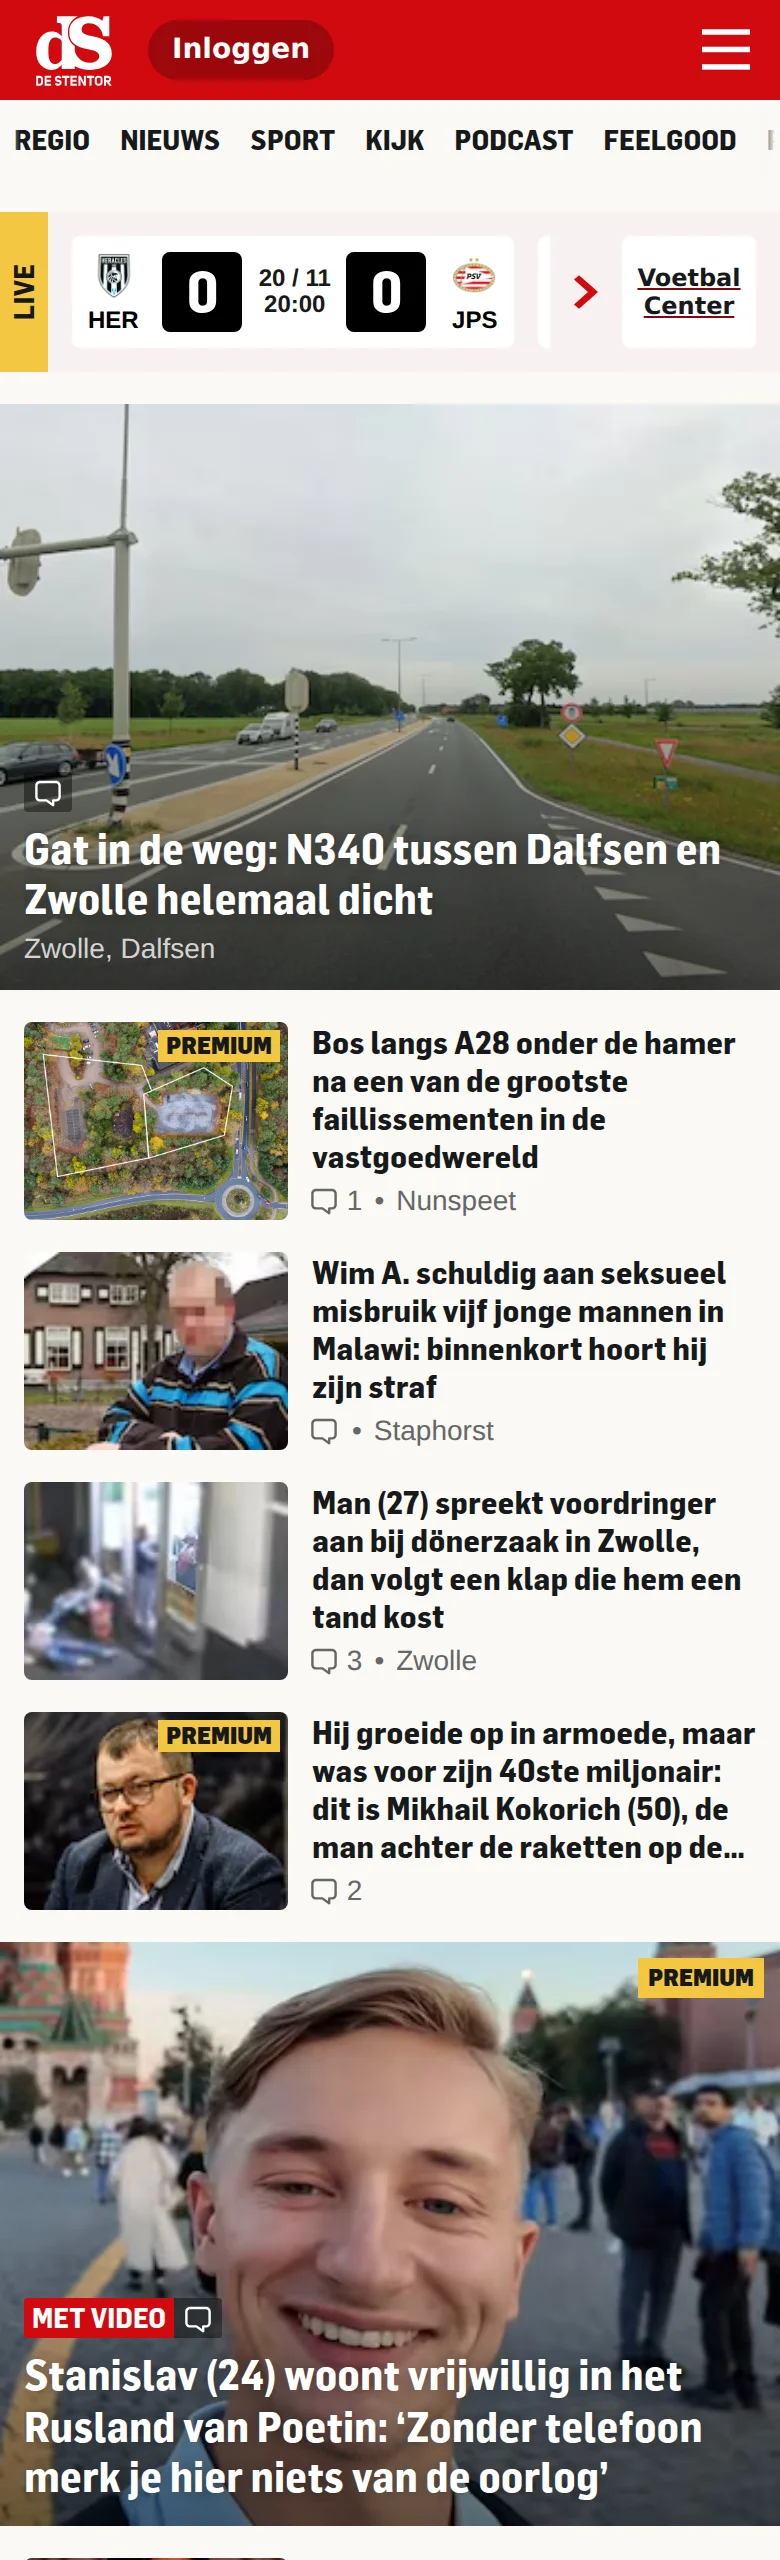 dS
DE STENTOR
Inloggen
REGIO NIEUWS SPORT KIJK PODCAST FEELGOOD
LIVE
HERACLES
HER
0
20 / 11
20:00
0
PSV
JPS
Voetbal
Center
Gat in de weg: N340 tussen Dalfsen en
Zwolle helemaal dicht
Zwolle, Dalfsen
PREMIUM
Bos langs A28 onder de hamer
na een van de grootste
faillissementen in de
vastgoedwereld
1 • Nunspeet
Wim A. schuldig aan seksueel
misbruik vijf jonge mannen in
Malawi: binnenkort hoort hij
zijn straf
• Staphorst
Man (27) spreekt voordringer
aan bij dönerzaak in Zwolle,
dan volgt een klap die hem een
tand kost
3 • Zwolle
PREMIUM
Hij groeide op in armoede, maar
was voor zijn 40ste miljonair:
dit is Mikhail Kokorich (50), de
man achter de raketten op de...
2
PREMIUM
MET VIDEO
Stanislav (24) woont vrijwillig in het
Rusland van Poetin: ‘Zonder telefoon
merk je hier niets van de oorlog’